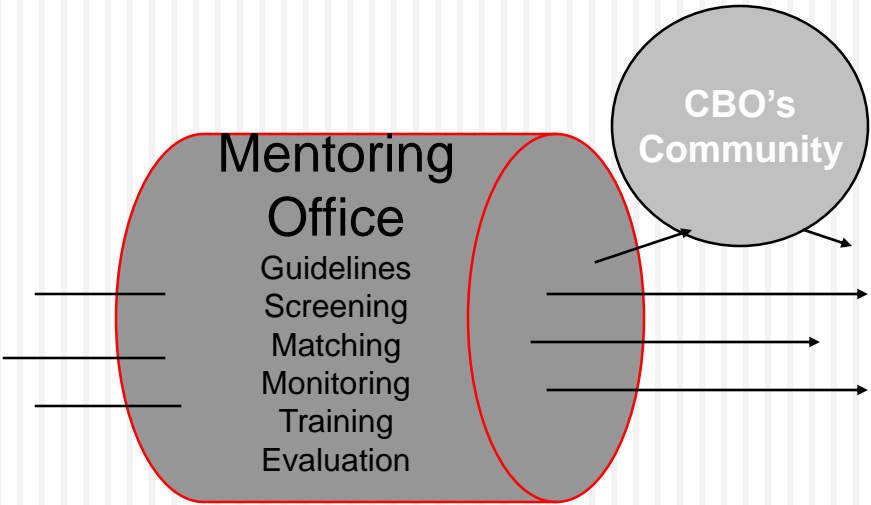 Mentoring
Office
Guidelines
Screening
Matching
Monitoring
Training
Evaluation
CBO's
Community